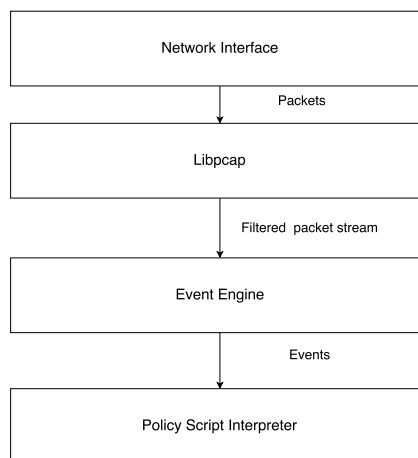 Network Interface
Packets
Libpcap
Filtered packet stream
Event Engine
Events
Policy Script Interpreter